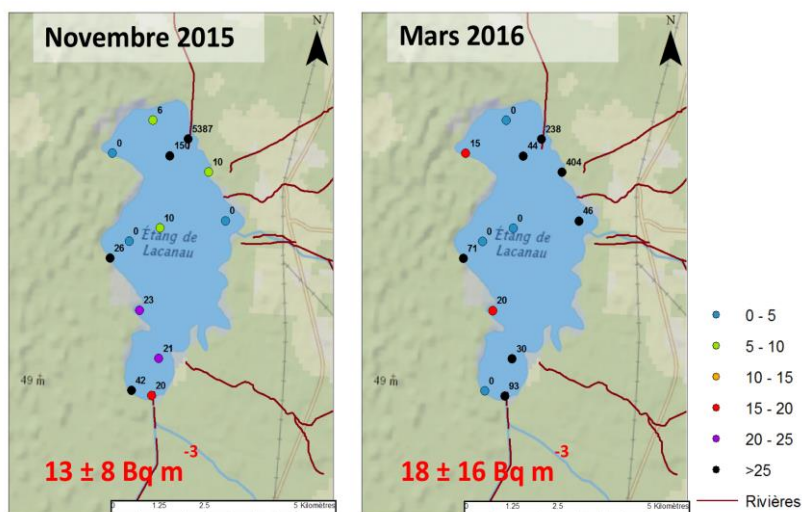 Novembre 2015
N
6
5387
150
0
10
0
10
0
Étang de
Lacanau
26
23
21
42
20
49 m
-3
13 ± 8 Bq m
0 1.25 2.5 5 Kilomètres
Mars 2016
N
0
238
44
15
404
46
0
0
Étang de
Lacanau
71
20
30
0
93
49 m
-3
18 ± 16 Bq m
0 1.25 2.5 5 Kilomètres
0 - 5
5 - 10
10 - 15
15 - 20
20 - 25
>25
Rivières